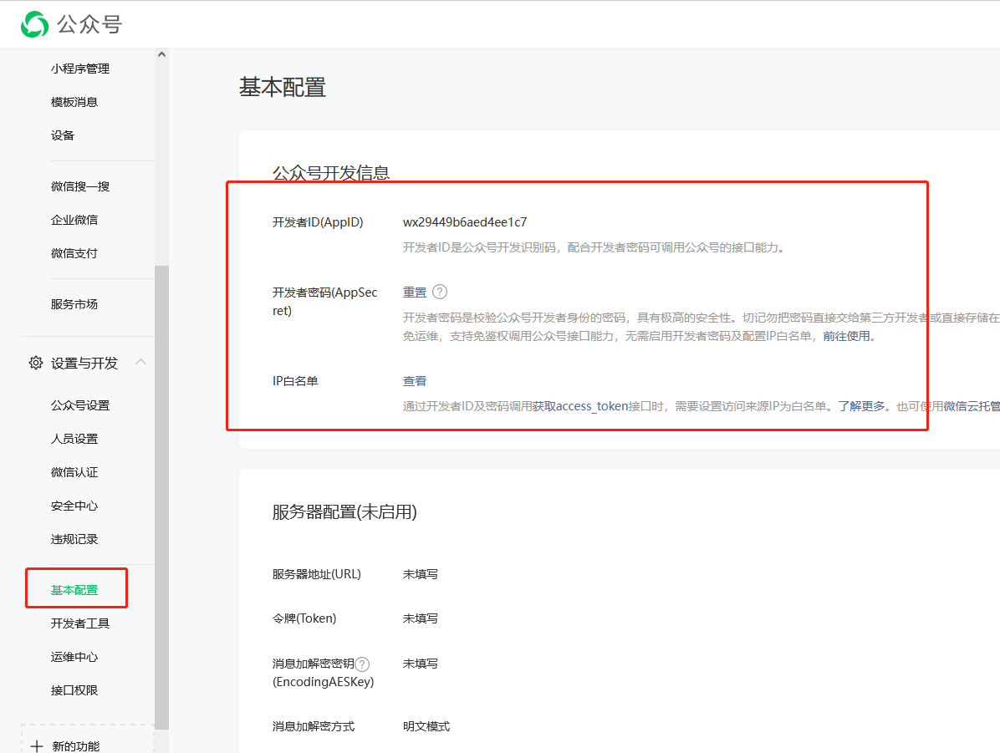 公众号
小程序管理
模板消息
设备
微信搜一搜
企业微信
微信支付
服务市场
设置与开发
公众号设置
人员设置
微信认证
安全中心
违规记录
基本配置
开发者工具
运维中心
接口权限
新的功能
基本配置
公众号开发信息
开发者ID(AppID) wx29449b6aed4ee1c7
开发者ID是公众号开发识别码，配合开发者密码可调用公众号的接口能力。
开发者密码(AppSec
ret)
重置 ?
开发者密码是校验公众号开发者身份的密码，具有极高的安全性。切记勿把密码直接交给第三方开发者或直接存储在
免运维，支持免鉴权调用公众号接口能力，无需启用开发者密码及配置IP白名单，前往使用。
IP白名单 查看
通过开发者ID及密码调用获取access_token接口时，需要设置访问来源IP为白名单。了解更多。也可使用微信云托管
服务器配置(未启用)
服务器地址(URL) 未填写
令牌(Token) 未填写
消息加解密密钥 ? 未填写
(EncodingAESKey)
消息加解密方式 明文模式